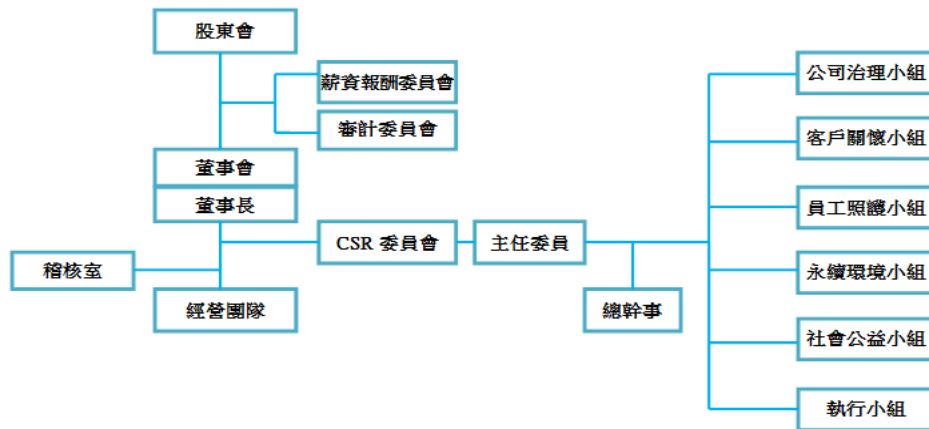 股東會
薪資報酬委員會
審計委員會
董事會
董事長
CSR 委員會
主任委員
稽核室
經營團隊
總幹事
公司治理小組
客戶關懷小組
員工照護小組
永續環境小組
社會公益小組
執行小組